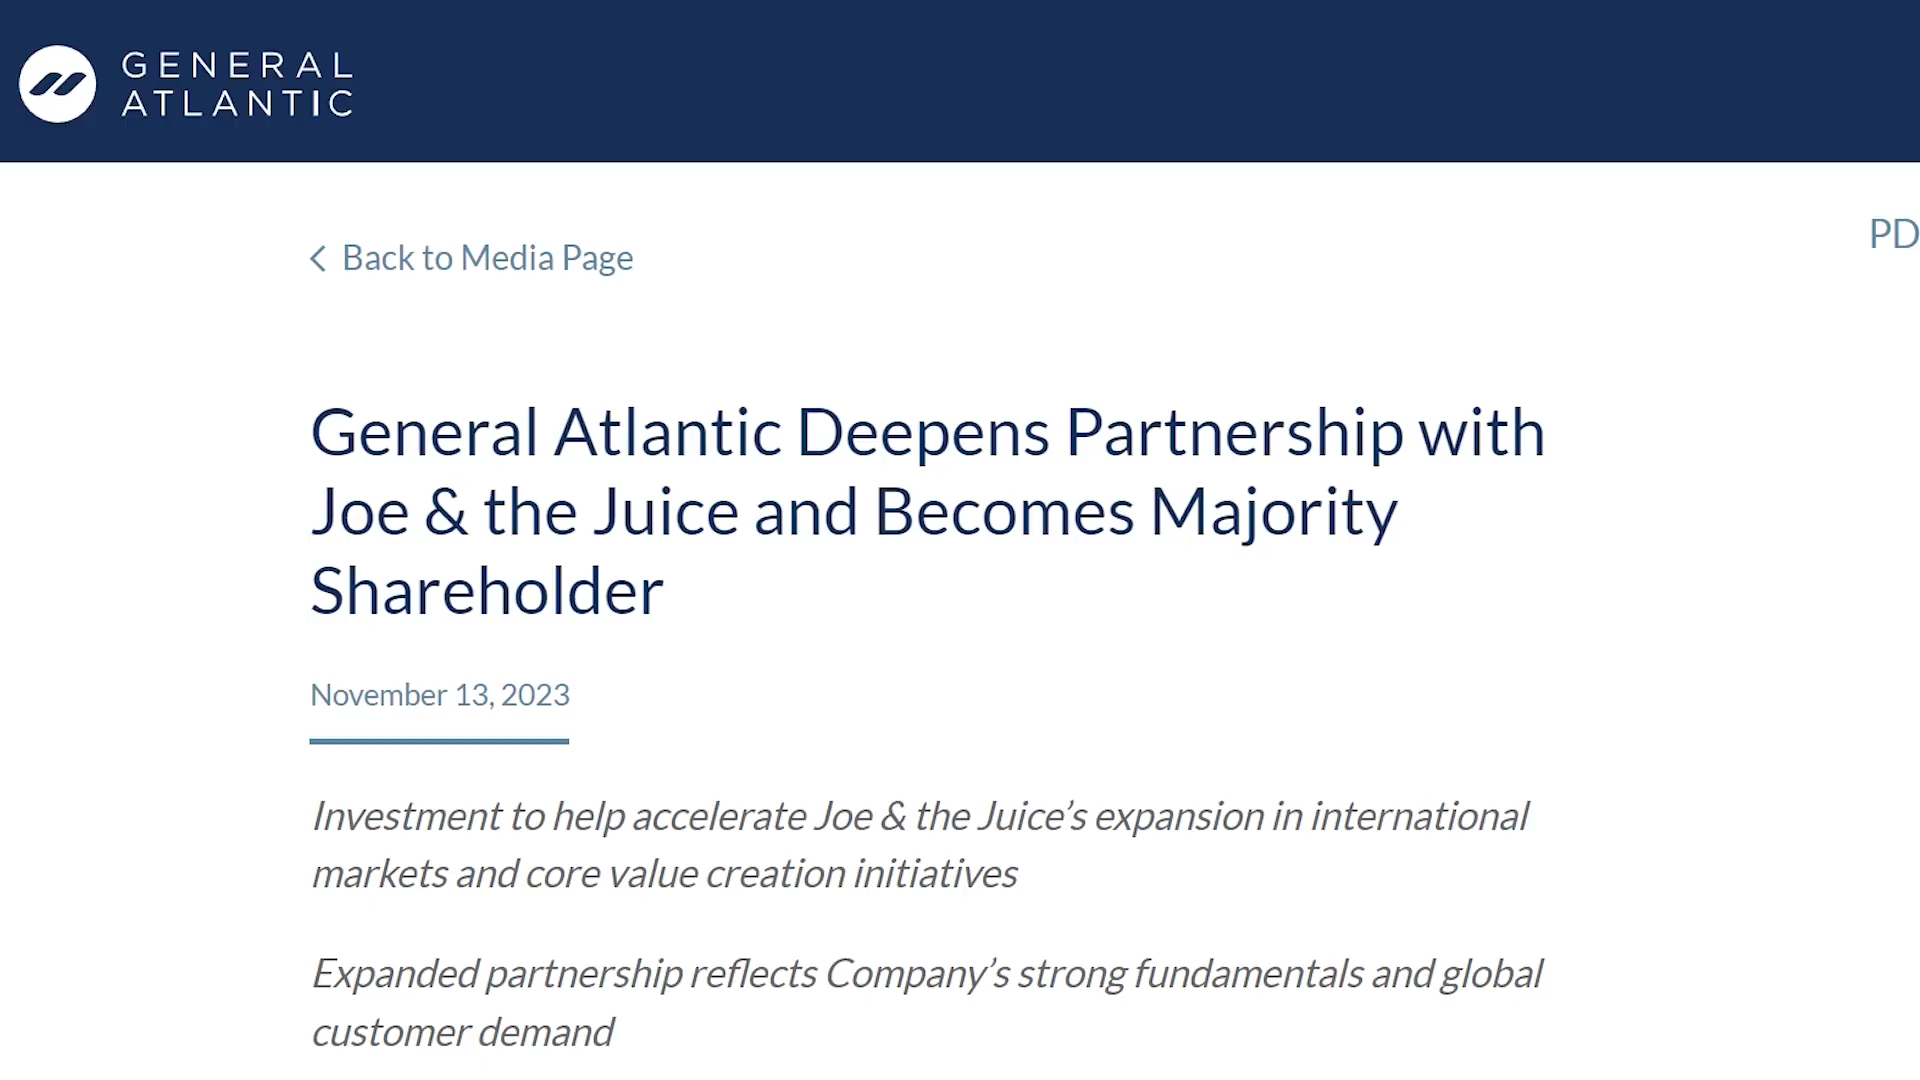 GENERAL
ATLANTIC
Back to Media Page
PD
General Atlantic Deepens Partnership with
Joe & the Juice and Becomes Majority
Shareholder
November 13, 2023
Investment to help accelerate Joe & the Juice’s expansion in international
markets and core value creation initiatives
Expanded partnership reflects Company’s strong fundamentals and global
customer demand